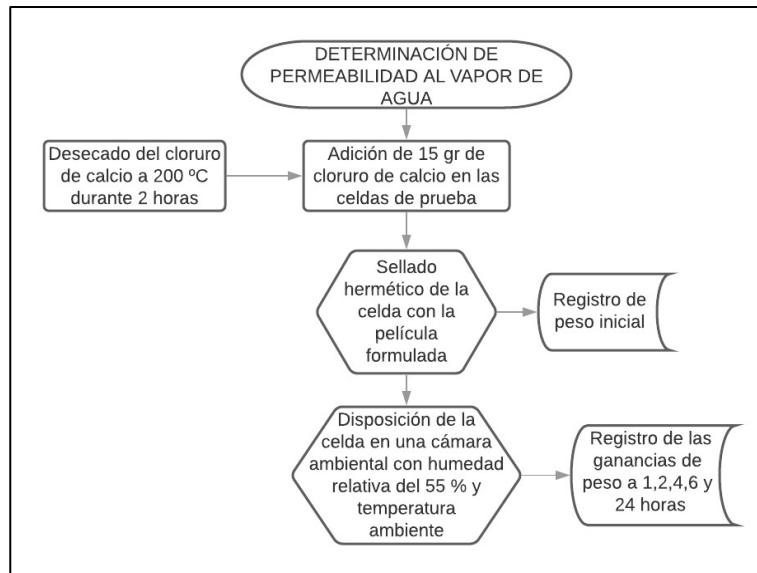 DETERMINACIÓN DE
PERMEABILIDAD AL VAPOR DE
AGUA
Desecado del cloruro
de calcio a 200 ºC
durante 2 horas
Adición de 15 gr de
cloruro de calcio en las
celdas de prueba
Sellado
hermético de la
celda con la
película
formulada
Registro de
peso inicial
Disposición de la
celda en una cámara
ambiental con humedad
relativa del 55 % y
temperatura
ambiente
Registro de las
ganancias de
peso a 1,2,4,6 y
24 horas